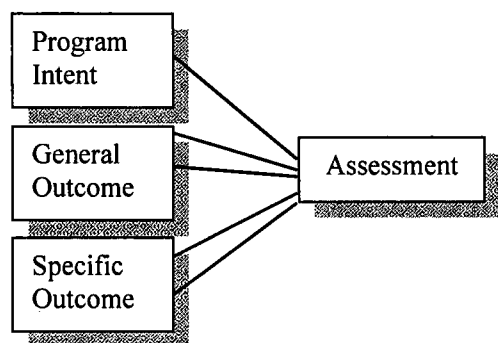 Program
Intent
General
Outcome
Assessment
Specific
Outcome